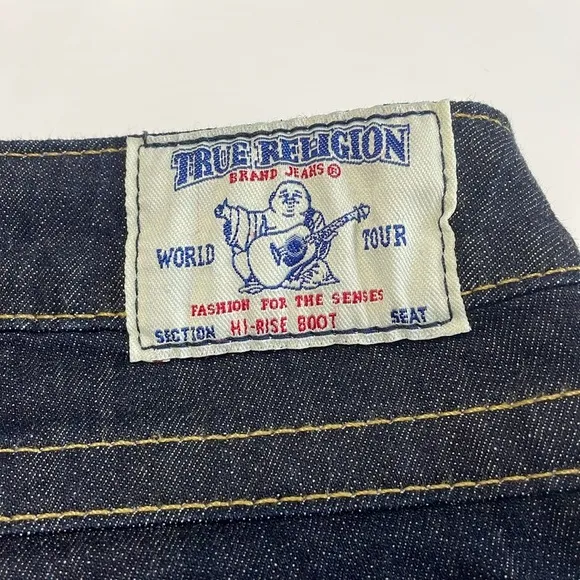 TRUE RELIGION
BRAND JEANS®
WORLD TOUR
FASHION FOR THE SENSES
SECTION HI-RISE BOOT SEAT